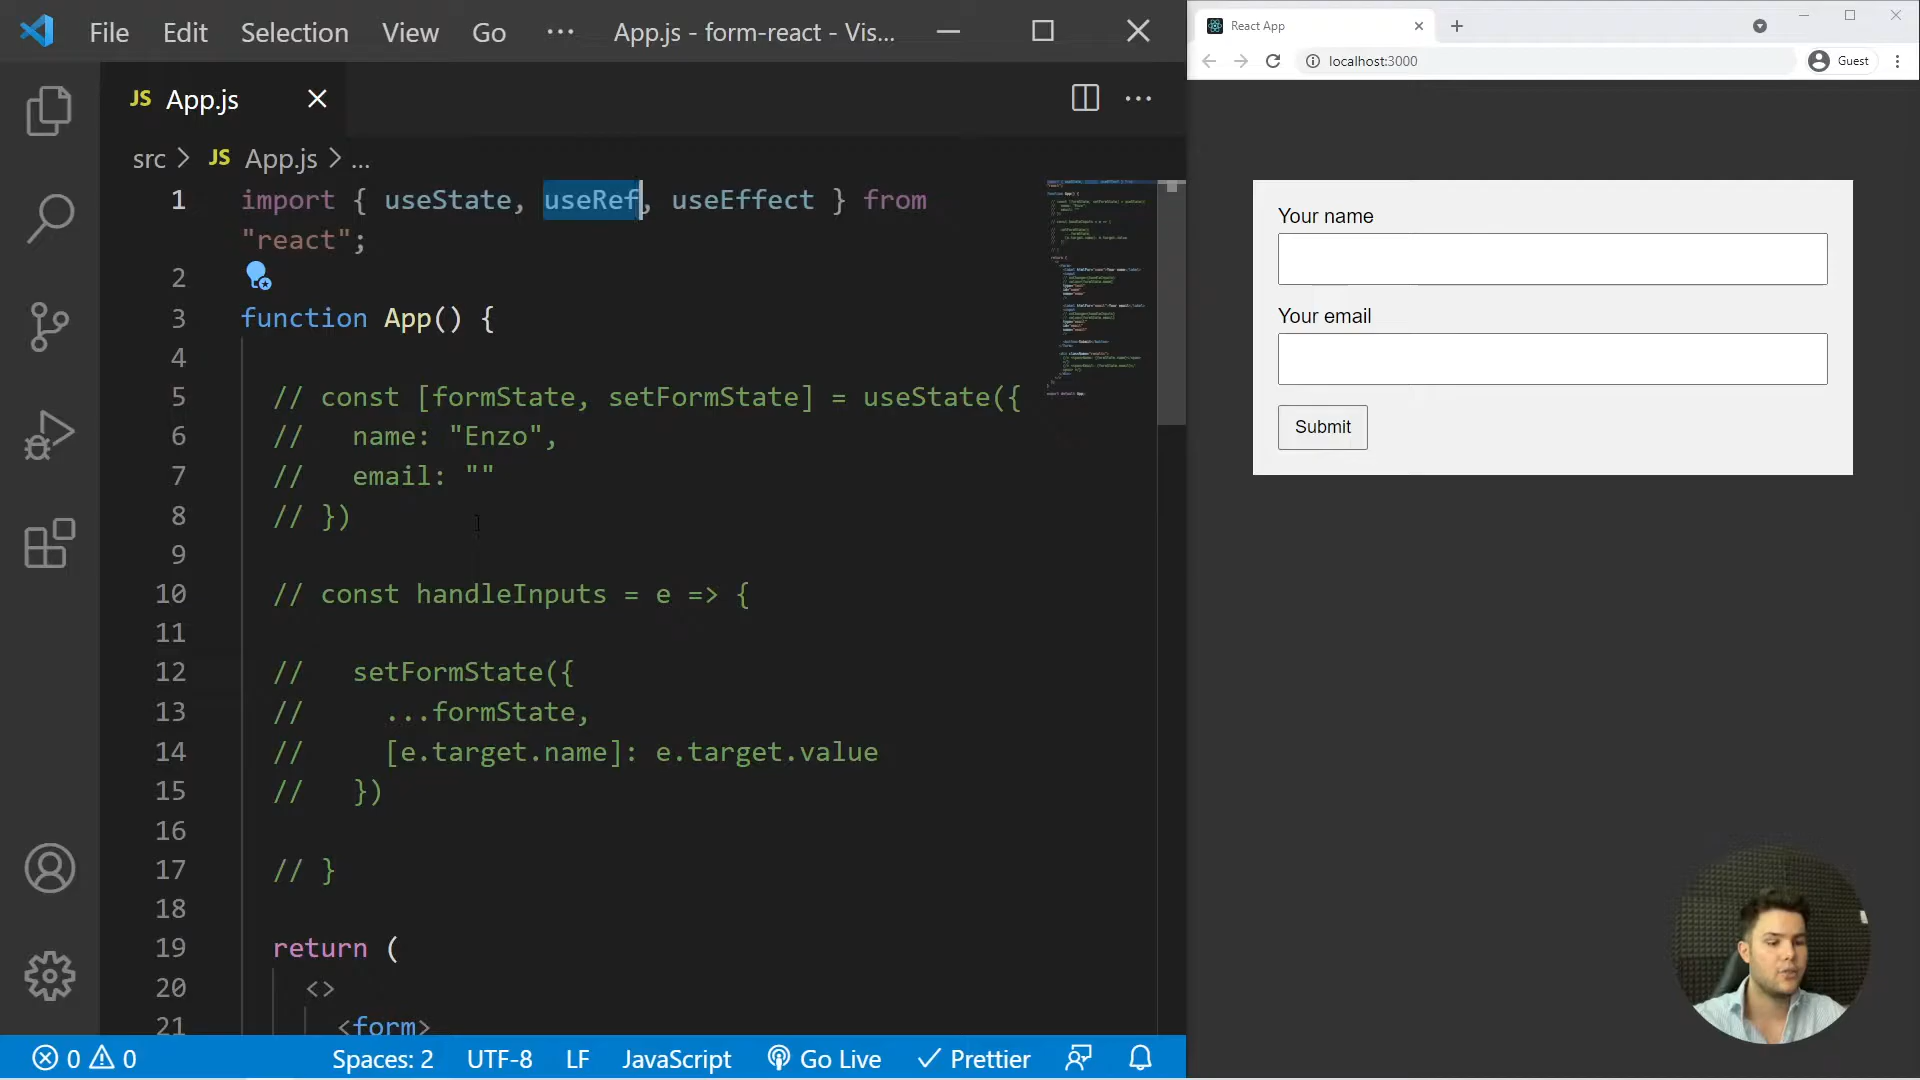 File Edit Selection View Go ··· App.js - form-react - Vis...
JS App.js
src > JS App.js > ...
1 import { useState, useRef, useEffect } from
"react";
2
3 function App() {
4
5 // const [formState, setFormState] = useState({
6 //   name: "Enzo",
7 //   email: ""
8 // })
9
10 // const handleInputs = e => {
11
12 //   setFormState({
13 //     ...formState,
14 //     [e.target.name]: e.target.value
15 //   })
16
17 // }
18
19 return (
20 <>
21 <form>
0 0 Spaces: 2 UTF-8 LF JavaScript Go Live Prettier
React App
localhost:3000 Guest
Your name
Your email
Submit